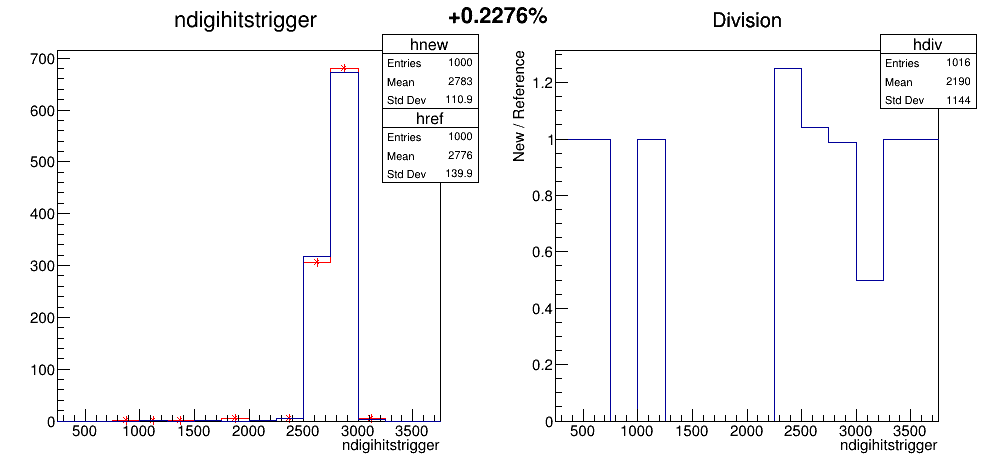 +0.2276%
ndigihitstrigger
hnew
Entries 1000
Mean 2783
Std Dev 110.9
href
Entries 1000
Mean 2776
Std Dev 139.9
700
600
500
400
300
200
100
0
500 1000 1500 2000 2500 3000 3500
ndigihitstrigger
Division
hdiv
Entries 1016
Mean 2190
Std Dev 1144
New / Reference
1.2
1
0.8
0.6
0.4
0.2
0
500 1000 1500 2000 2500 3000 3500
ndigihitstrigger